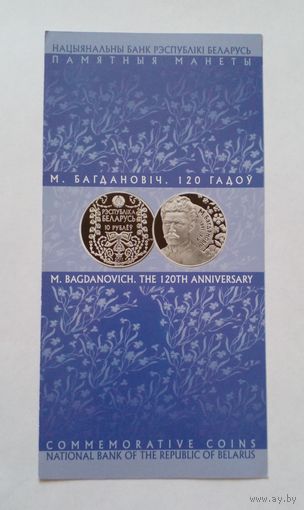 НАЦЫЯНАЛЬНЫ БАНК РЭСПУБЛІКІ БЕЛАРУСЬ
ПАМЯТНЫЯ МАНЕТЫ
М. БАГДАНОВІЧ. 120 ГАДОЎ
РЭСПУБЛІКА
БЕЛАРУСЬ
10 РУБЛЁЎ
M. BAGDANOVICH. THE 120TH ANNIVERSARY
COMMEMORATIVE COINS
NATIONAL BANK OF THE REPUBLIC OF BELARUS
ay.by